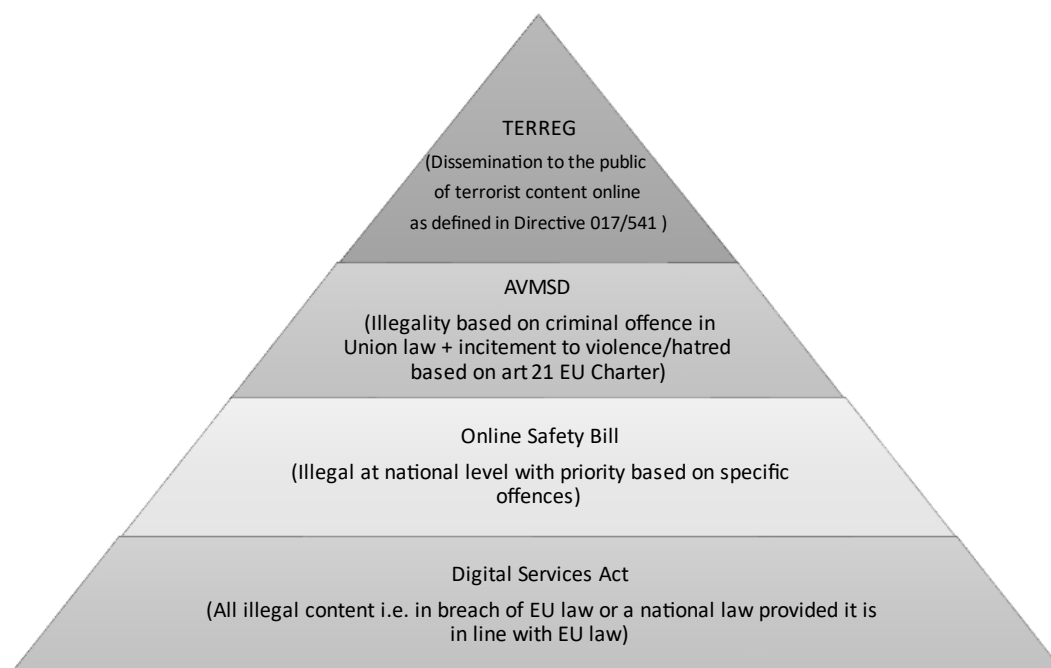 TERREG
(Dissemination to the public
of terrorist content online
as defined in Directive 017/541 )
AVMSD
(Illegality based on criminal offence in
Union law + incitement to violence/hatred
based on art 21 EU Charter)
Online Safety Bill
(Illegal at national level with priority based on specific
offences)
Digital Services Act
(All illegal content i.e. in breach of EU law or a national law provided it is
in line with EU law)